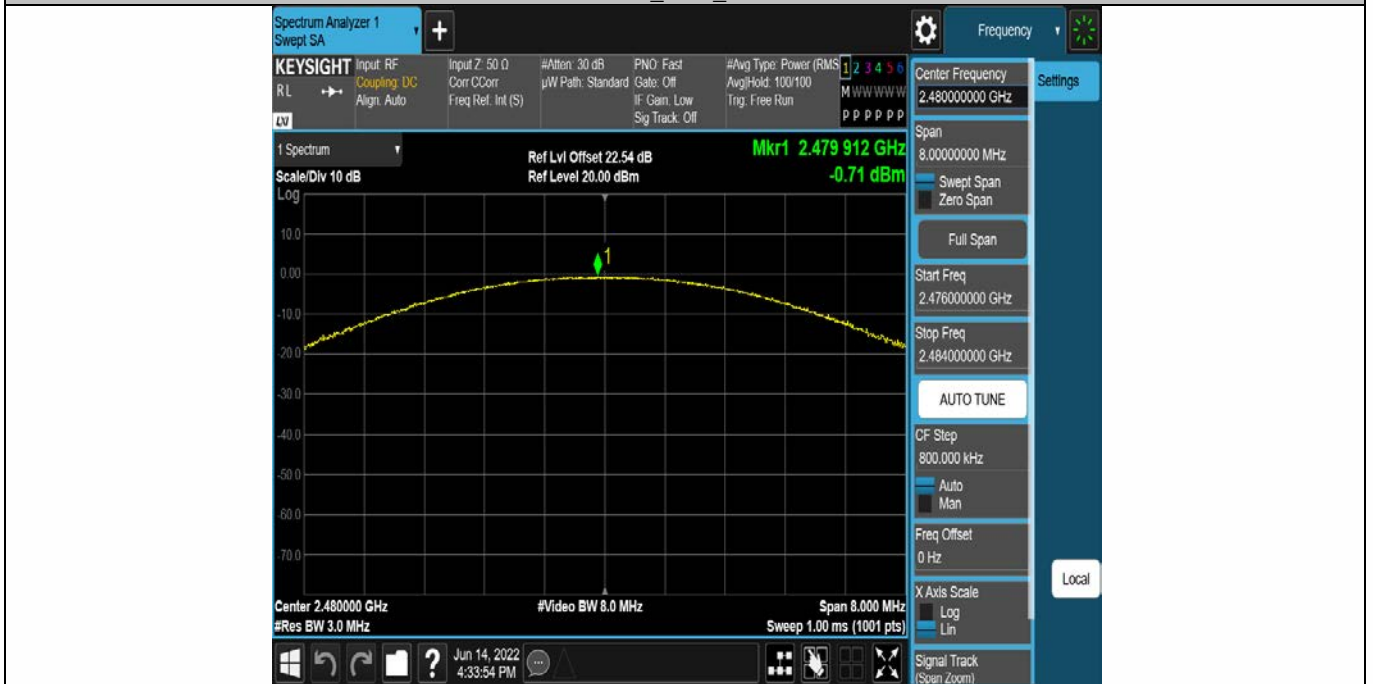 Spectrum Analyzer 1
Swept SA
+
Frequency
KEYSIGHT
RL
LXI
Input: RF
Coupling: DC
Align: Auto
Input Z: 50 Ω
Corr CCorr
Freq Ref: Int (S)
#Atten: 30 dB
µW Path: Standard
PNO: Fast
Gate: Off
IF Gain: Low
Sig Track: Off
#Avg Type: Power (RMS
Avg|Hold: 100/100
Trig: Free Run
1 2 3 4 5 6
M W W W W W
P P P P P P
1 Spectrum
Scale/Div 10 dB
Ref Lvl Offset 22.54 dB
Ref Level 20.00 dBm
Mkr1 2.479 912 GHz
-0.71 dBm
Log
10.0
0.00
-10.0
-20.0
-30.0
-40.0
-50.0
-60.0
-70.0
1
Center 2.480000 GHz
#Res BW 3.0 MHz
#Video BW 8.0 MHz
Span 8.000 MHz
Sweep 1.00 ms (1001 pts)
Center Frequency
2.480000000 GHz
Span
8.00000000 MHz
Swept Span
Zero Span
Full Span
Start Freq
2.476000000 GHz
Stop Freq
2.484000000 GHz
AUTO TUNE
CF Step
800.000 kHz
Auto
Man
Freq Offset
0 Hz
X Axis Scale
Log
Lin
Signal Track
(Span Zoom)
Settings
Local
?
Jun 14, 2022
4:33:54 PM